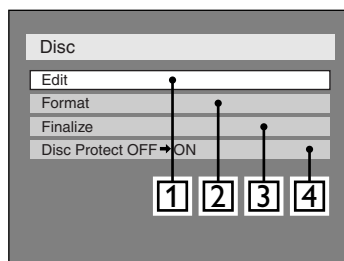 Disc
Edit
Format
Finalize
Disc Protect OFF ➔ ON
1 2 3 4